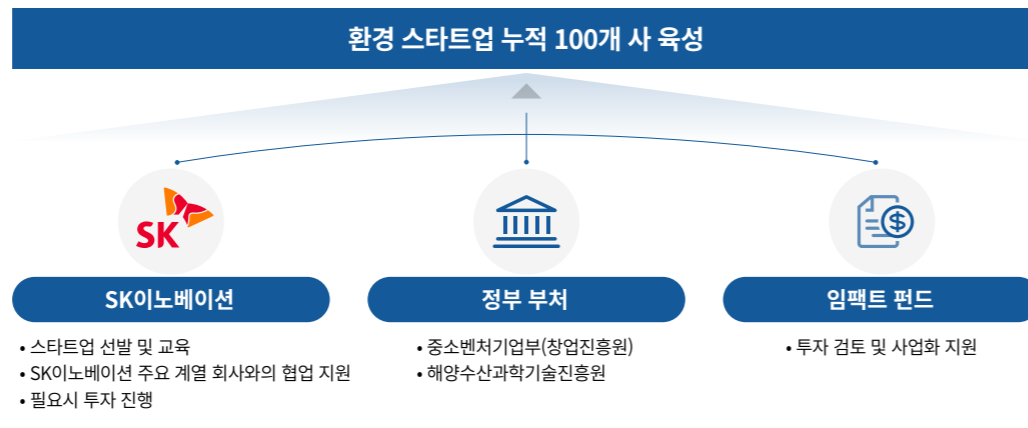 환경 스타트업 누적 100개 사 육성
SK
SK이노베이션
• 스타트업 선발 및 교육
• SK이노베이션 주요 계열 회사와의 협업 지원
• 필요시 투자 진행
정부 부처
• 중소벤처기업부(창업진흥원)
• 해양수산과학기술진흥원
$
임팩트 펀드
• 투자 검토 및 사업화 지원